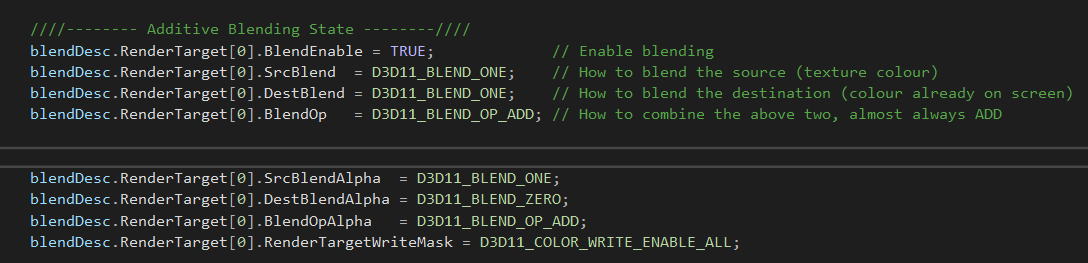 ////-------- Additive Blending State --------////
blendDesc.RenderTarget[0].BlendEnable = TRUE;             // Enable blending
blendDesc.RenderTarget[0].SrcBlend  = D3D11_BLEND_ONE;    // How to blend the source (texture colour)
blendDesc.RenderTarget[0].DestBlend = D3D11_BLEND_ONE;    // How to blend the destination (colour already on screen)
blendDesc.RenderTarget[0].BlendOp   = D3D11_BLEND_OP_ADD; // How to combine the above two, almost always ADD
blendDesc.RenderTarget[0].SrcBlendAlpha  = D3D11_BLEND_ONE;
blendDesc.RenderTarget[0].DestBlendAlpha = D3D11_BLEND_ZERO;
blendDesc.RenderTarget[0].BlendOpAlpha   = D3D11_BLEND_OP_ADD;
blendDesc.RenderTarget[0].RenderTargetWriteMask = D3D11_COLOR_WRITE_ENABLE_ALL;